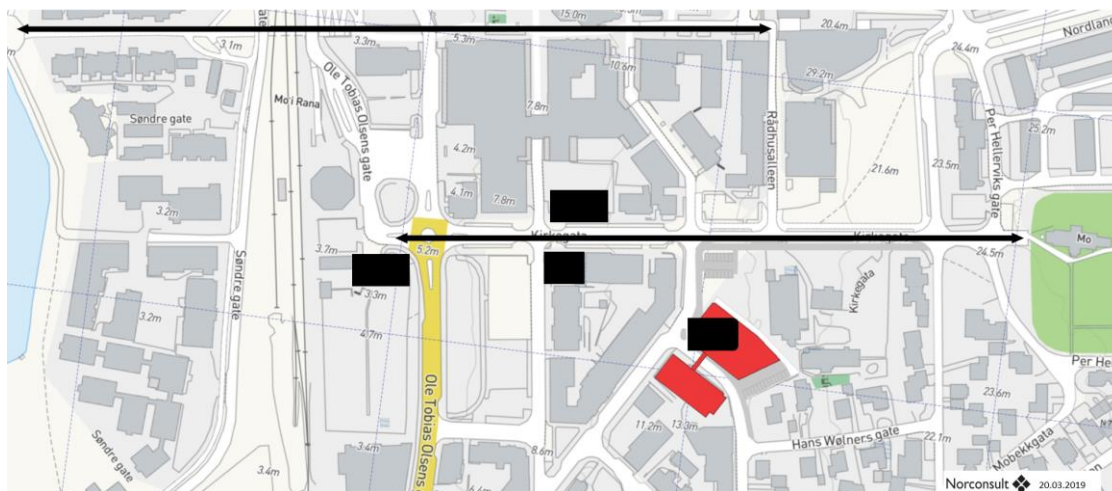 3.1m
3.3m
5.3m
15.0m
20.4m
24.4m
Nordlan
Ole Tobias Olsens gate
10.6m
29.2m
Mo i Rana
7.8m
Søndre gate
Rådhusalleen
Per Hellerviks gate
25.2m
4.2m
21.6m
23.5m
4.1m
7.8m
3.2m
Kirkegata
Kirkegata
Mo
3.7m
5.2m
24.5m
Søndre gate
3.3m
Kirkegata
3.2m
4.7m
Per He
Ole Tobias Olsens
23.6m
11.2m
13.3m
Hans Wølners gate
22.1m
Søndre gate
3.4m
8.6m
Mobekkgata
3.4m
Norconsult 20.03.2019